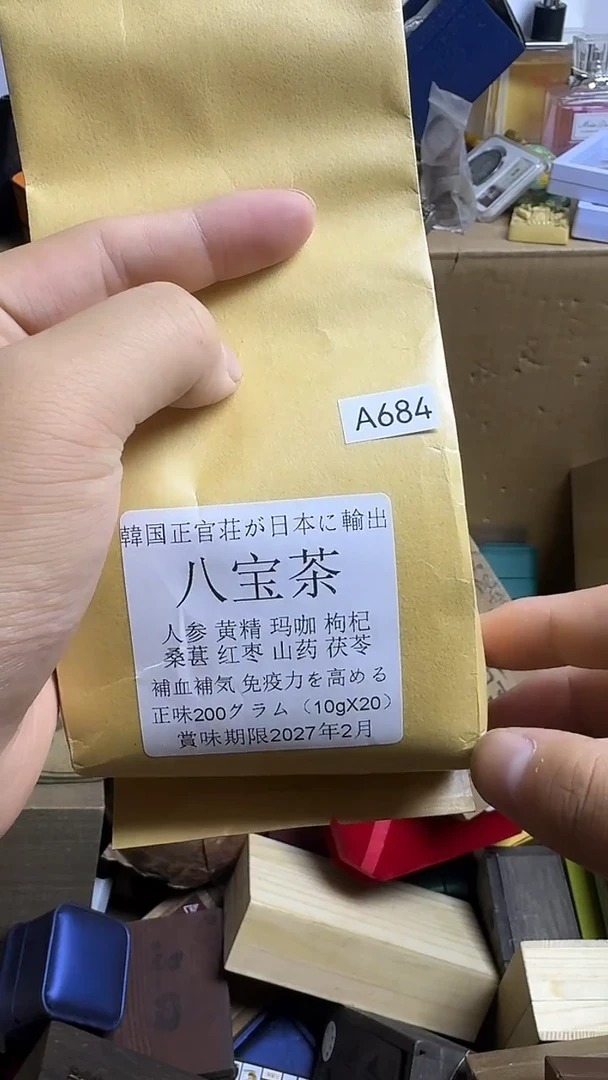 A684
韓国正官荘が日本に輸出
八宝茶
人参 黄精 玛咖 枸杞
桑葚 红枣 山药 茯苓
補血補気 免疫力を高める
正味200グラム（10gX20）
賞味期限2027年2月